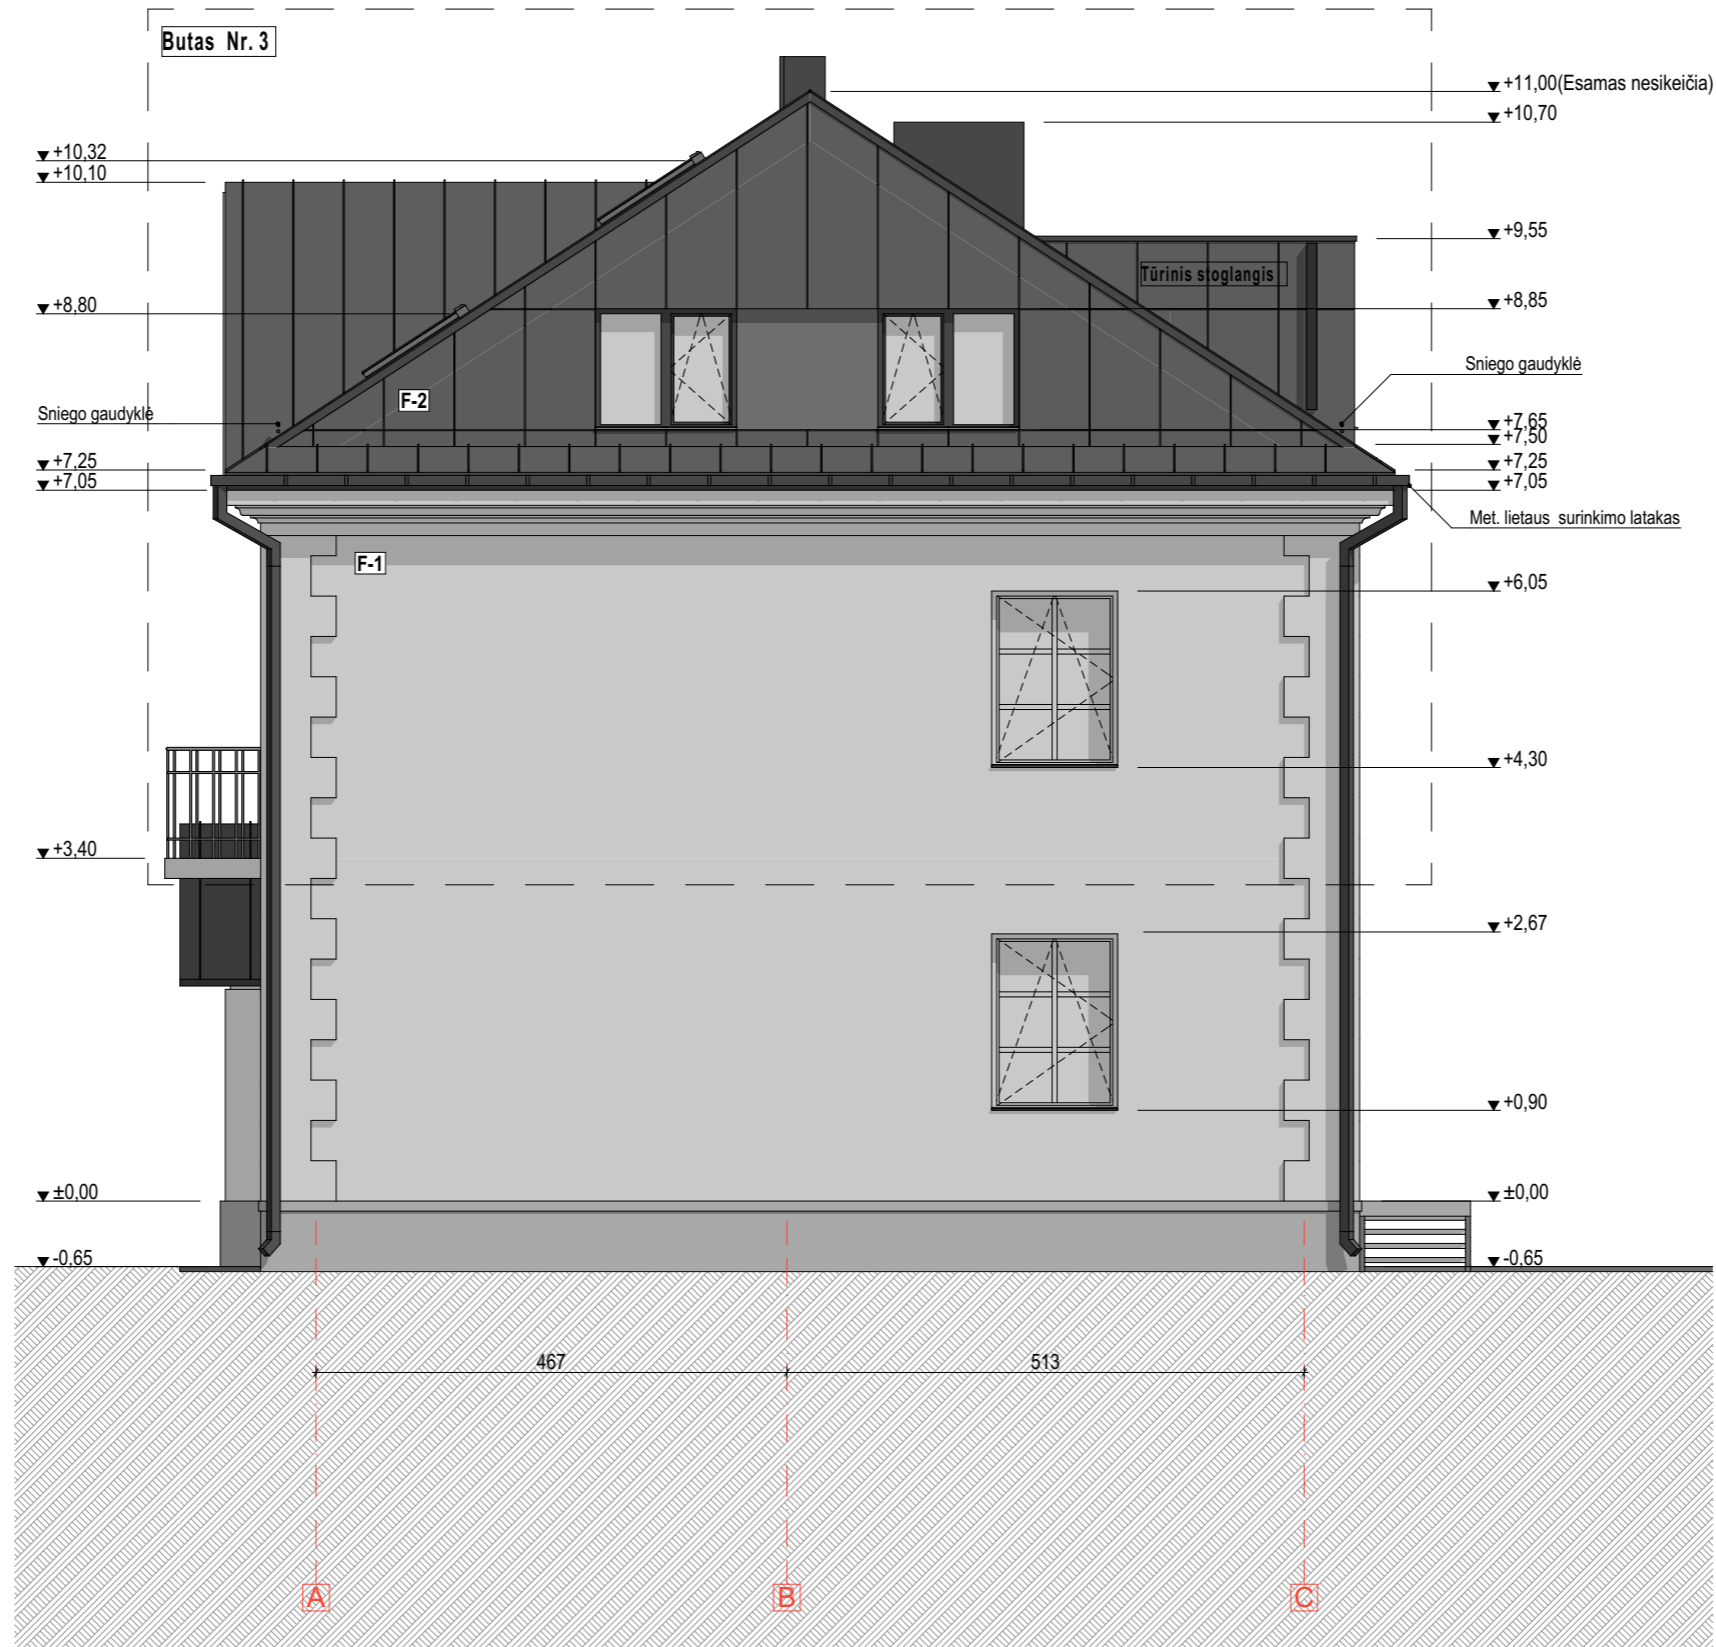 Butas Nr. 3
+11,00(Esamas nesikeičia)
+10,70
+10,32
+10,10
+9,55
Tūrinis stoglangis
+8,80
+8,85
Sniego gaudyklė
F-2
Sniego gaudyklė
+7,65
+7,50
+7,25
+7,25
+7,05
+7,05
Met. lietaus surinkimo latakas
F-1
+6,05
+4,30
+3,40
+2,67
+0,90
±0,00
±0,00
-0,65
-0,65
467
513
A
B
C